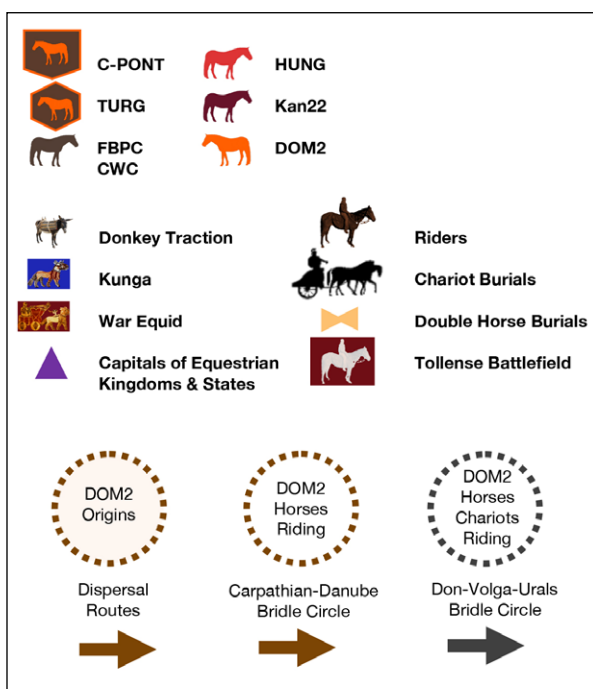 C-PONT
HUNG
TURG
Kan22
FBPC
CWC
DOM2
Donkey Traction
Riders
Kunga
Chariot Burials
War Equid
Double Horse Burials
Capitals of Equestrian
Kingdoms & States
Tollense Battlefield
DOM2
Origins
DOM2
Horses
Riding
DOM2
Horses
Chariots
Riding
Dispersal
Routes
Carpathian-Danube
Bridle Circle
Don-Volga-Urals
Bridle Circle